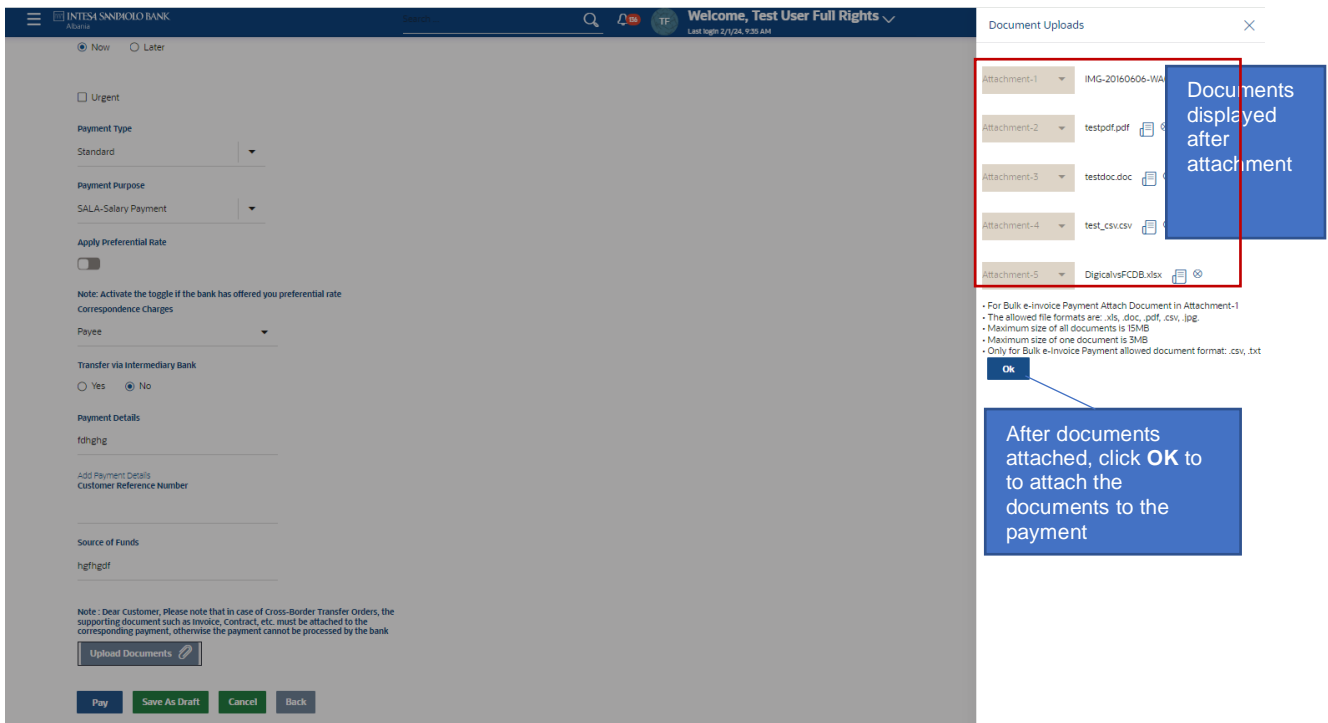 INTESA SANPAOLO BANK
Albania
Search...
Welcome, Test User Full Rights
TF
Last login 2/1/24, 9:35 AM
Now Later
Urgent
Payment Type
Standard
Payment Purpose
SALA-Salary Payment
Apply Preferential Rate
Note: Activate the toggle if the bank has offered you preferential rate
Correspondence Charges
Payee
Transfer via Intermediary Bank
Yes No
Payment Details
fdhghg
Add Payment Details
Customer Reference Number
Source of Funds
hgfhgdf
Note : Dear Customer, Please note that in case of Cross-Border Transfer Orders, the
supporting document such as Invoice, Contract, etc. must be attached to the
corresponding payment, otherwise the payment cannot be processed by the bank
Upload Documents
Pay Save As Draft Cancel Back
Document Uploads
Attachment-1 IMG-20160606-WA
Attachment-2 testpdf.pdf
Attachment-3 testdoc.doc
Attachment-4 test_csv.csv
Attachment-5 DigicalvsFCDB.xlsx
Documents
displayed
after
attachment
• For Bulk e-Invoice Payment Attach Document in Attachment-1
• The allowed file formats are: .xls, .doc, .pdf, .csv, .jpg.
• Maximum size of all documents is 15MB
• Maximum size of one document is 3MB
• Only for Bulk e-Invoice Payment allowed document format: .csv, .txt
Ok
After documents
attached, click OK to
to attach the
documents to the
payment